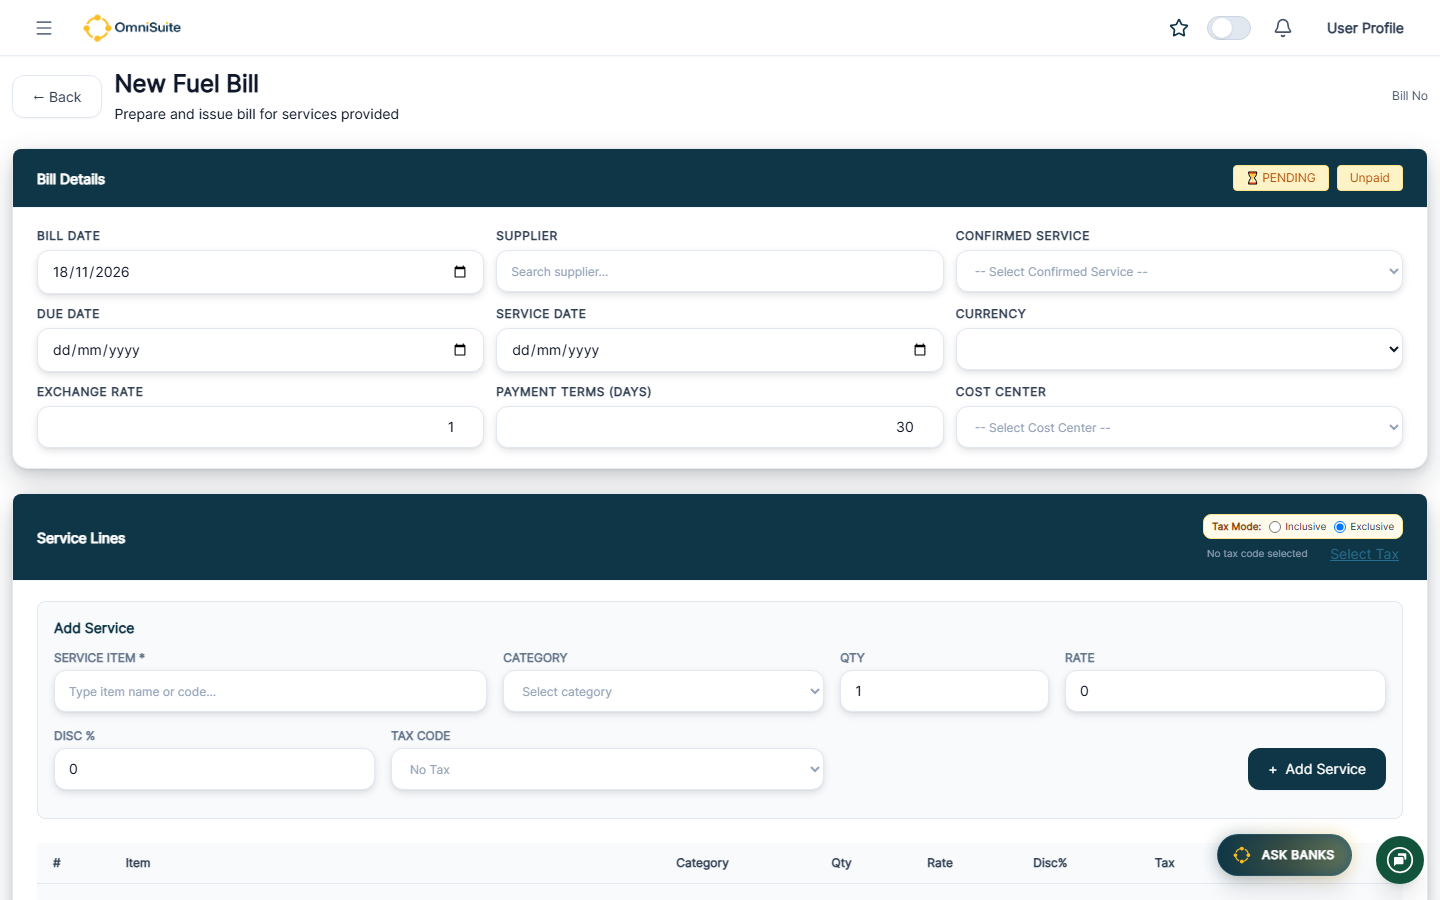 OmniSuite
User Profile
← Back
New Fuel Bill
Prepare and issue bill for services provided
Bill No
Bill Details
⏳ PENDING
Unpaid
BILL DATE
SUPPLIER
CONFIRMED SERVICE
18/11/2026
Search supplier...
-- Select Confirmed Service --
DUE DATE
SERVICE DATE
CURRENCY
dd/mm/yyyy
dd/mm/yyyy
EXCHANGE RATE
PAYMENT TERMS (DAYS)
COST CENTER
1
30
-- Select Cost Center --
Service Lines
Tax Mode: Inclusive Exclusive
No tax code selected
Select Tax
Add Service
SERVICE ITEM *
CATEGORY
QTY
RATE
Type item name or code...
Select category
1
0
DISC %
TAX CODE
0
No Tax
+ Add Service
# Item Category Qty Rate Disc% Tax
ASK BANKS